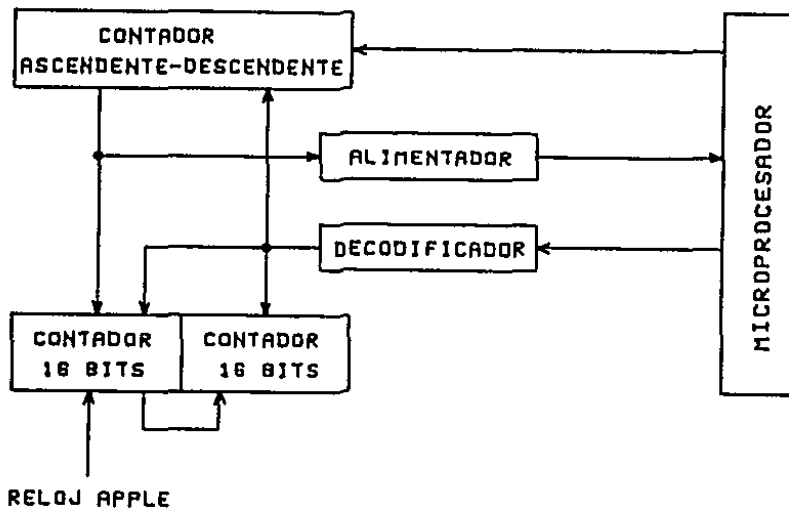 CONTADOR
ASCENDENTE-DESCENDENTE
ALIMENTADOR
DECODIFICADOR
MICROPROCESADOR
CONTADOR
16 BITS
CONTADOR
16 BITS
RELOJ APPLE